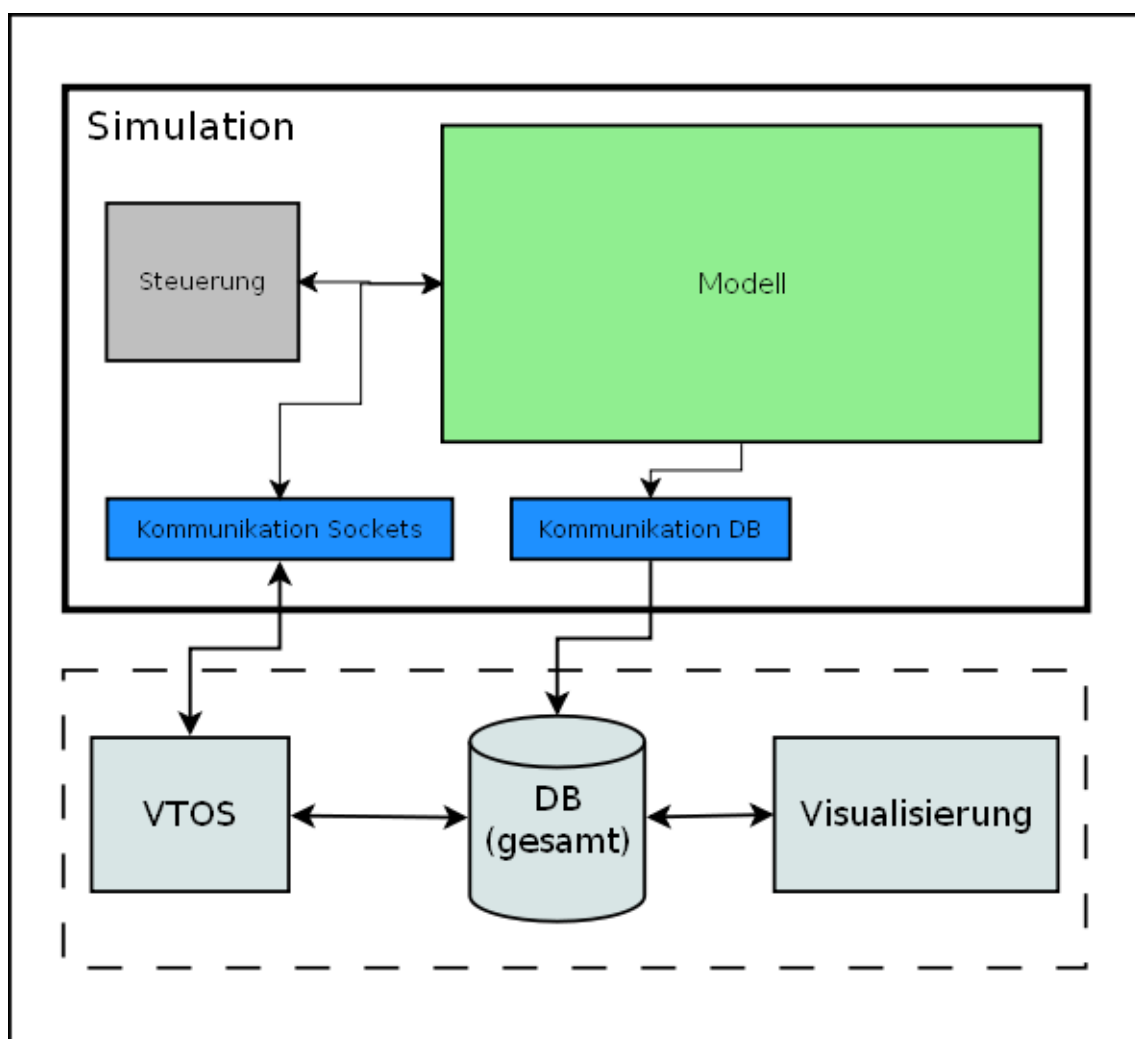 Simulation
Steuerung
Modell
Kommunikation Sockets
Kommunikation DB
VTOS
DB
(gesamt)
Visualisierung